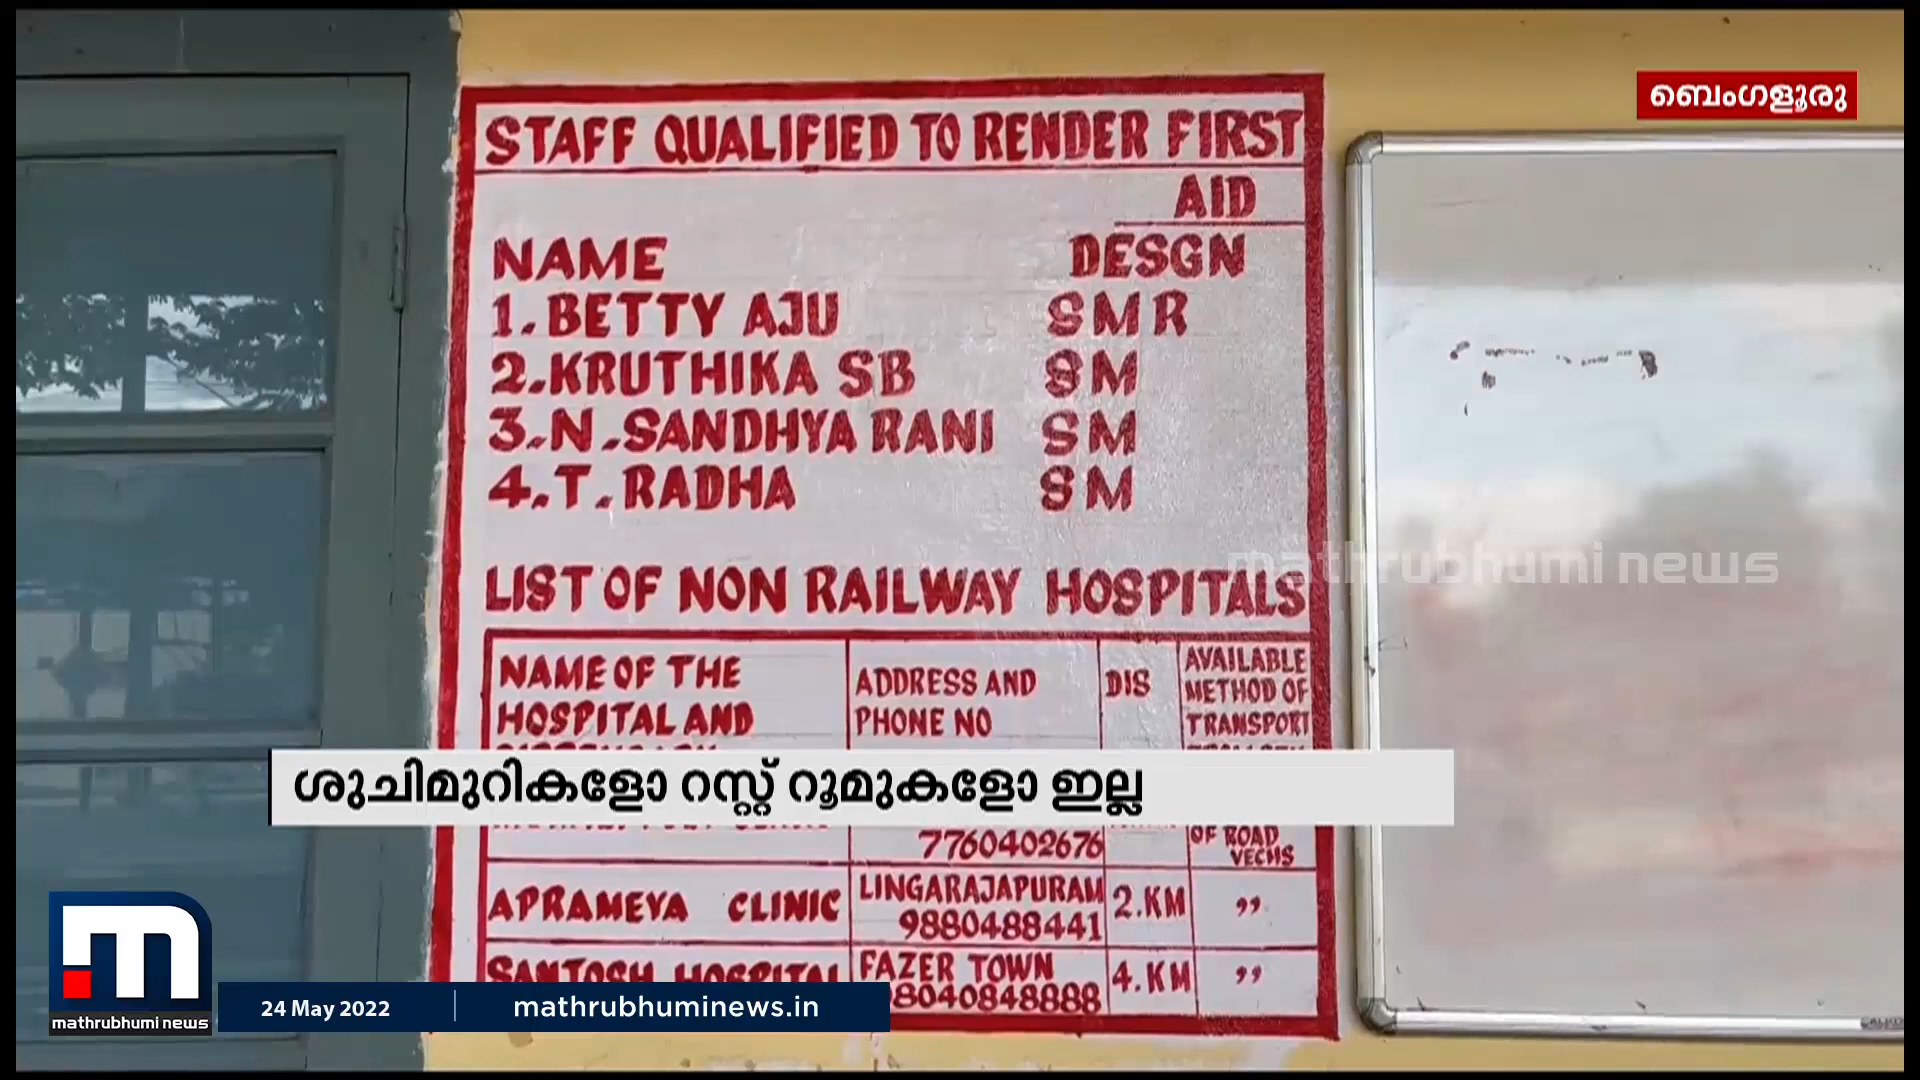 ബെംഗളൂരു
STAFF QUALIFIED TO RENDER FIRST
AID
NAME DESGN
1. BETTY AJU SMR
2. KRUTHIKA SB SM
3. N. SANDHYA RANI SM
4. T. RADHA SM
mathrubhumi news
LIST OF NON RAILWAY HOSPITALS
NAME OF THE
HOSPITAL AND
ADDRESS AND
PHONE NO
DIS
AVAILABLE
METHOD OF
TRANSPORT
ശുചിമുറികളോ റസ്റ്റ് റൂമുകളോ ഇല്ല
7760402676
OF ROAD
VECHS
APRAMEYA CLINIC
LINGARAJAPURAM
9880488441
2.KM
”
SANTOSH HOSPITAL
FAZER TOWN
08040848888
4.KM
”
mathrubhumi news
24 May 2022
mathrubhuminews.in